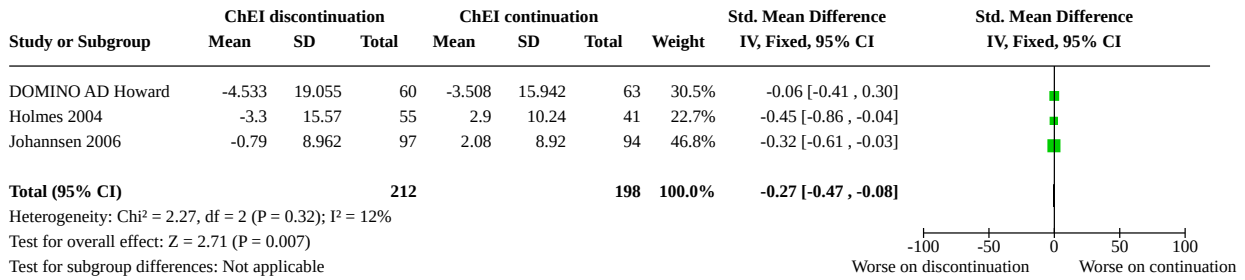 ChEI discontinuation ChEI continuation Std. Mean Difference Std. Mean Difference
Study or Subgroup Mean SD Total Mean SD Total Weight IV, Fixed, 95% CI IV, Fixed, 95% CI
DOMINO AD Howard -4.533 19.055 60 -3.508 15.942 63 30.5% -0.06 [-0.41 , 0.30]
Holmes 2004 -3.3 15.57 55 2.9 10.24 41 22.7% -0.45 [-0.86 , -0.04]
Johannsen 2006 -0.79 8.962 97 2.08 8.92 94 46.8% -0.32 [-0.61 , -0.03]
Total (95% CI) 212 198 100.0% -0.27 [-0.47 , -0.08]
Heterogeneity: Chi² = 2.27, df = 2 (P = 0.32); I² = 12%
Test for overall effect: Z = 2.71 (P = 0.007) -100 -50 0 50 100
Test for subgroup differences: Not applicable Worse on discontinuation Worse on continuation